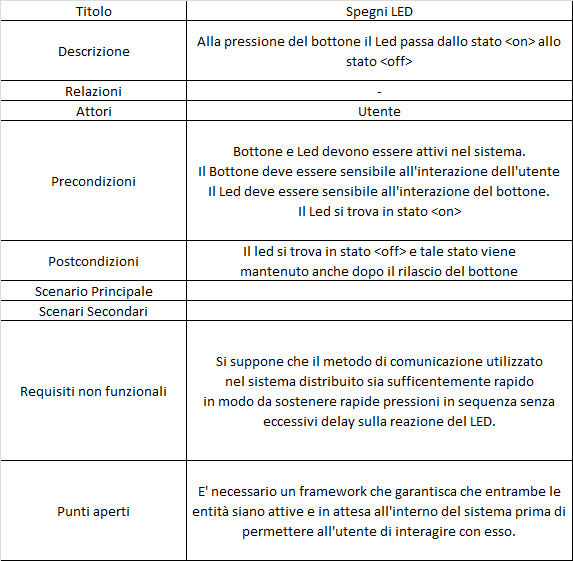 Titolo
Spegni LED
Descrizione
Alla pressione del bottone il Led passa dallo stato <on> allo
stato <off>
Relazioni
-
Attori
Utente
Precondizioni
Bottone e Led devono essere attivi nel sistema.
Il Bottone deve essere sensibile all'interazione dell'utente
Il Led deve essere sensibile all'interazione del bottone.
Il Led si trova in stato <on>
Postcondizioni
Il led si trova in stato <off> e tale stato viene
mantenuto anche dopo il rilascio del bottone
Scenario Principale
Scenari Secondari
Requisiti non funzionali
Si suppone che il metodo di comunicazione utilizzato
nel sistema distribuito sia sufficentemente rapido
in modo da sostenere rapide pressioni in sequenza senza
eccessivi delay sulla reazione del LED.
Punti aperti
E' necessario un framework che garantisca che entrambe le
entità siano attive e in attesa all'interno del sistema prima di
permettere all'utente di interagire con esso.